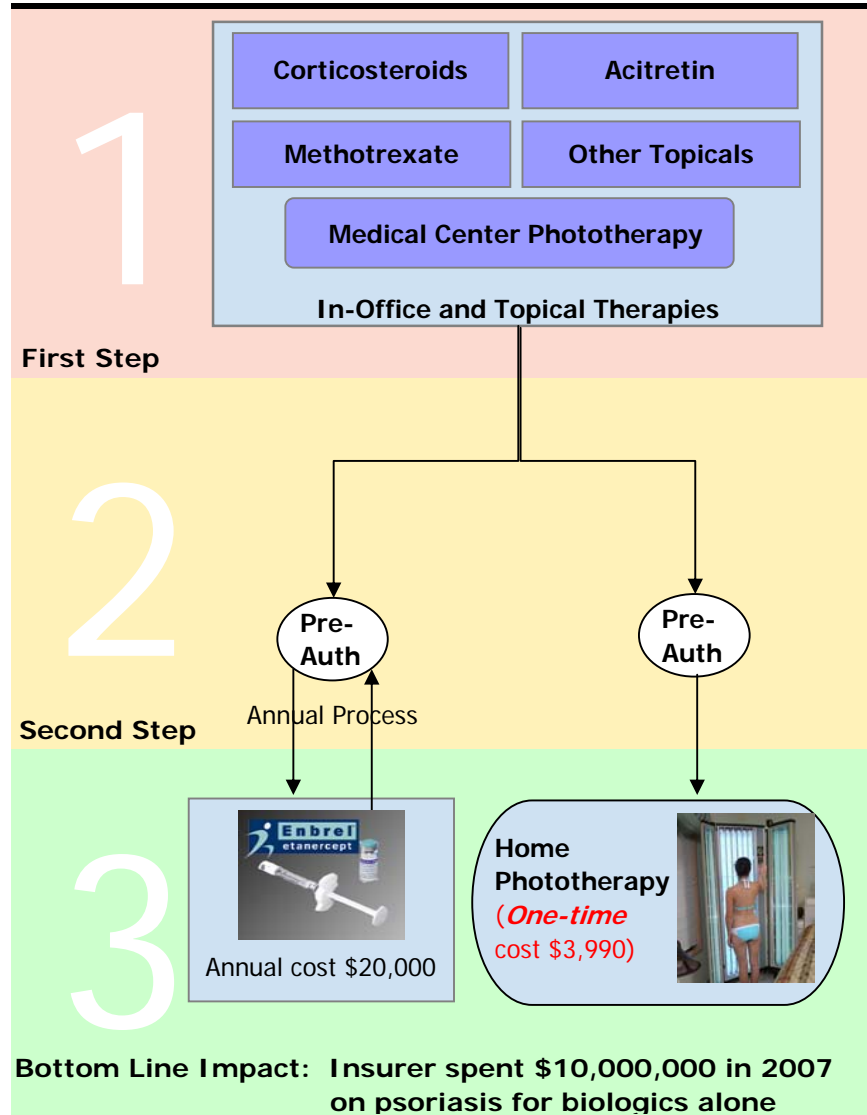 1
Corticosteroids
Acitretin
Methotrexate
Other Topicals
Medical Center Phototherapy
In-Office and Topical Therapies
First Step
2
Pre-
Auth
Pre-
Auth
Annual Process
Second Step
3
Enbrel
etanercept
Annual cost $20,000
Home
Phototherapy
(One-time
cost $3,990)
Bottom Line Impact: Insurer spent $10,000,000 in 2007
on psoriasis for biologics alone